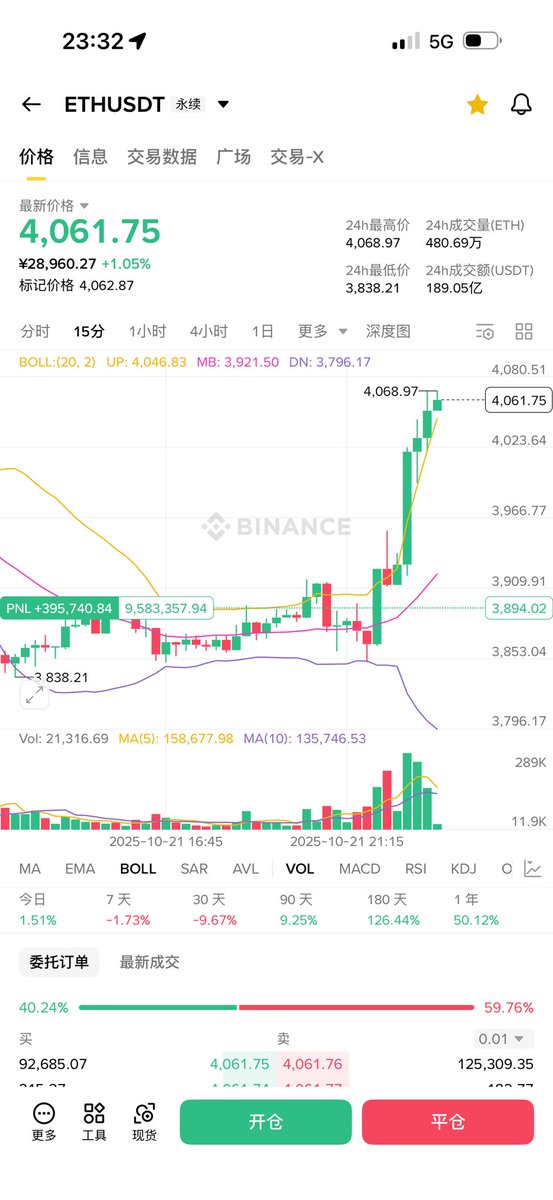 23:32 5G
ETHUSDT 永续
价格 信息 交易数据 广场 交易-X
最新价格
4,061.75
¥28,960.27 +1.05%
标记价格 4,062.87
24h最高价 24h成交量(ETH)
4,068.97 480.69万
24h最低价 24h成交额(USDT)
3,838.21 189.05亿
分时 15分 1小时 4小时 1日 更多 深度图
BOLL:(20, 2) UP: 4,046.83 MB: 3,921.50 DN: 3,796.17
4,080.51
4,068.97
4,061.75
4,023.64
3,966.77
BINANCE
3,909.91
PNL +395,740.84 9,583,357.94 3,894.02
3,853.04
3,838.21
3,796.17
Vol: 21,316.69 MA(5): 158,677.98 MA(10): 135,746.53
289K
11.9K
2025-10-21 16:45 2025-10-21 21:15
MA EMA BOLL SAR AVL VOL MACD RSI KDJ
今日 7 天 30 天 90 天 180 天 1 年
1.51% -1.73% -9.67% 9.25% 126.44% 50.12%
委托订单 最新成交
40.24% 59.76%
买 卖 0.01
92,685.07 4,061.75 4,061.76 125,309.35
更多 工具 现货 开仓 平仓